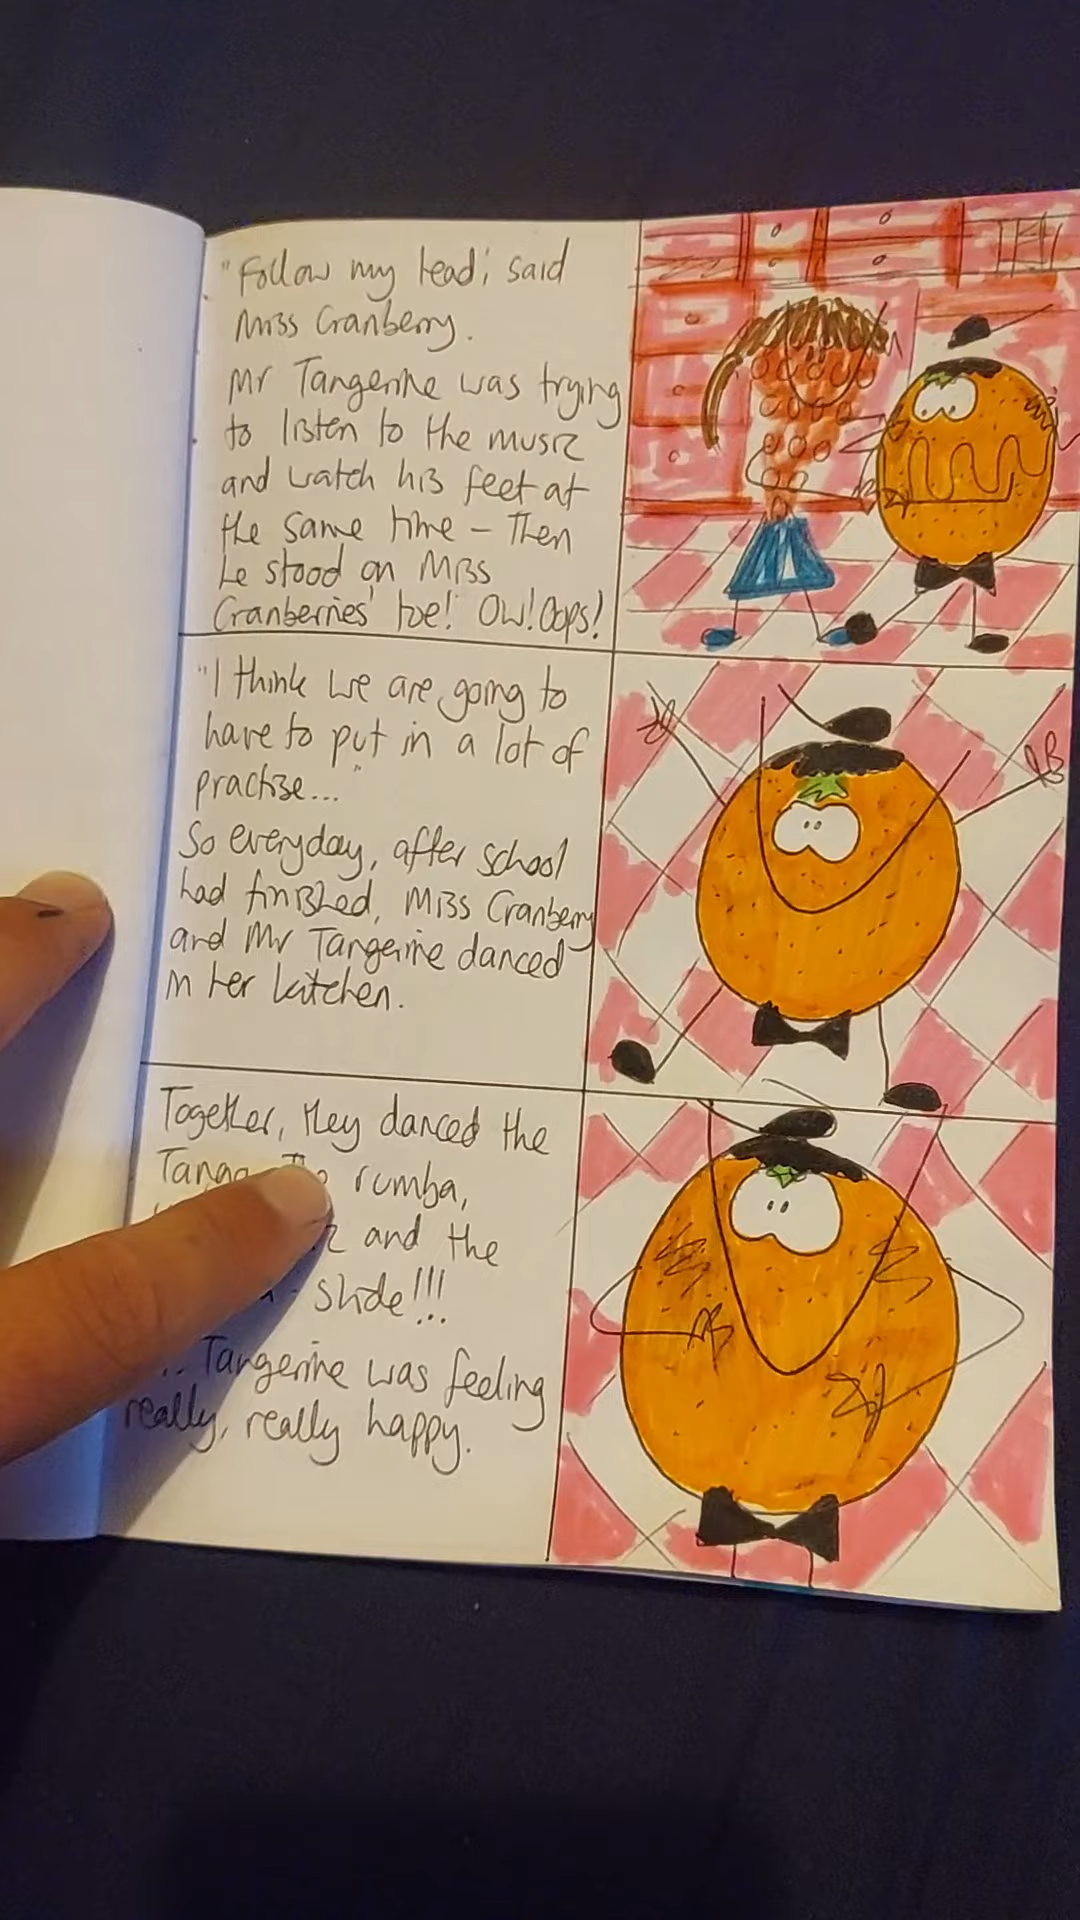 "Follow my lead", said
Miss Cranberry.
Mr Tangerine was trying
to listen to the music
and watch his feet at
the same time – Then
he stood on Miss
Cranberries' toe! Ow! Oops!
"I think we are going to
have to put in a lot of
practise..."
So everyday, after school
had finished, Miss Cranberry
and Mr Tangerine danced
in her kitchen.
Together, they danced the
rumba,
and the
slide!!!
Tangerine was feeling
really, really happy.